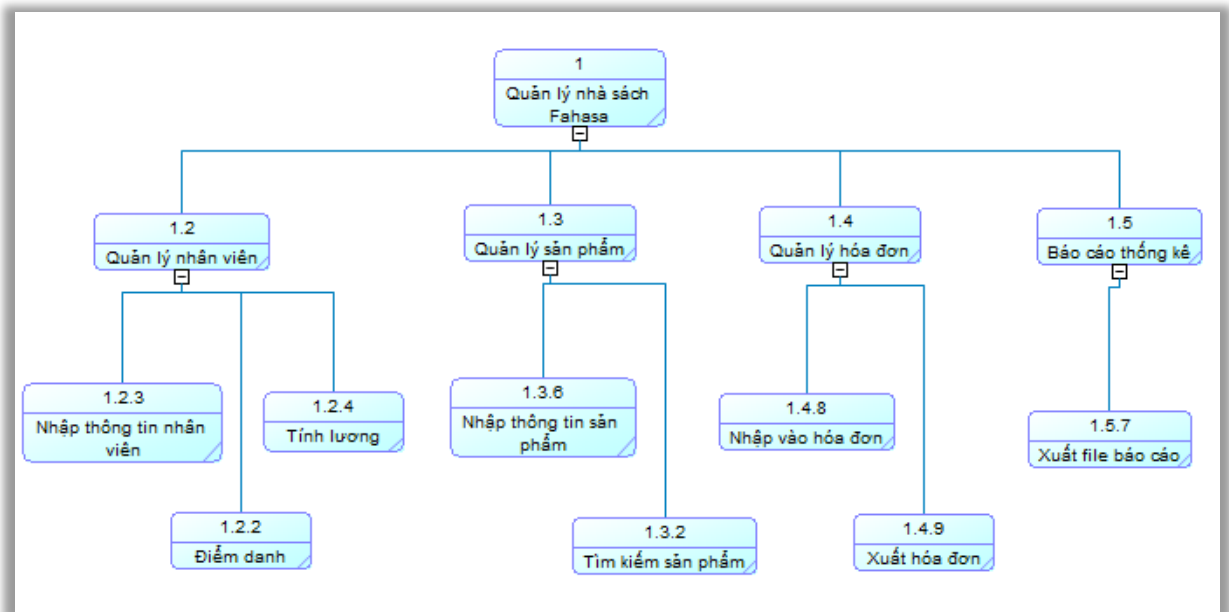 1
Quản lý nhà sách
Fahasa
1.2
Quản lý nhân viên
1.3
Quản lý sản phẩm
1.4
Quản lý hóa đơn
1.5
Báo cáo thống kê
1.2.3
Nhập thông tin nhân
viên
1.2.4
Tính lương
1.3.6
Nhập thông tin sản
phẩm
1.4.8
Nhập vào hóa đơn
1.5.7
Xuất file báo cáo
1.2.2
Điểm danh
1.3.2
Tìm kiếm sản phẩm
1.4.9
Xuất hóa đơn